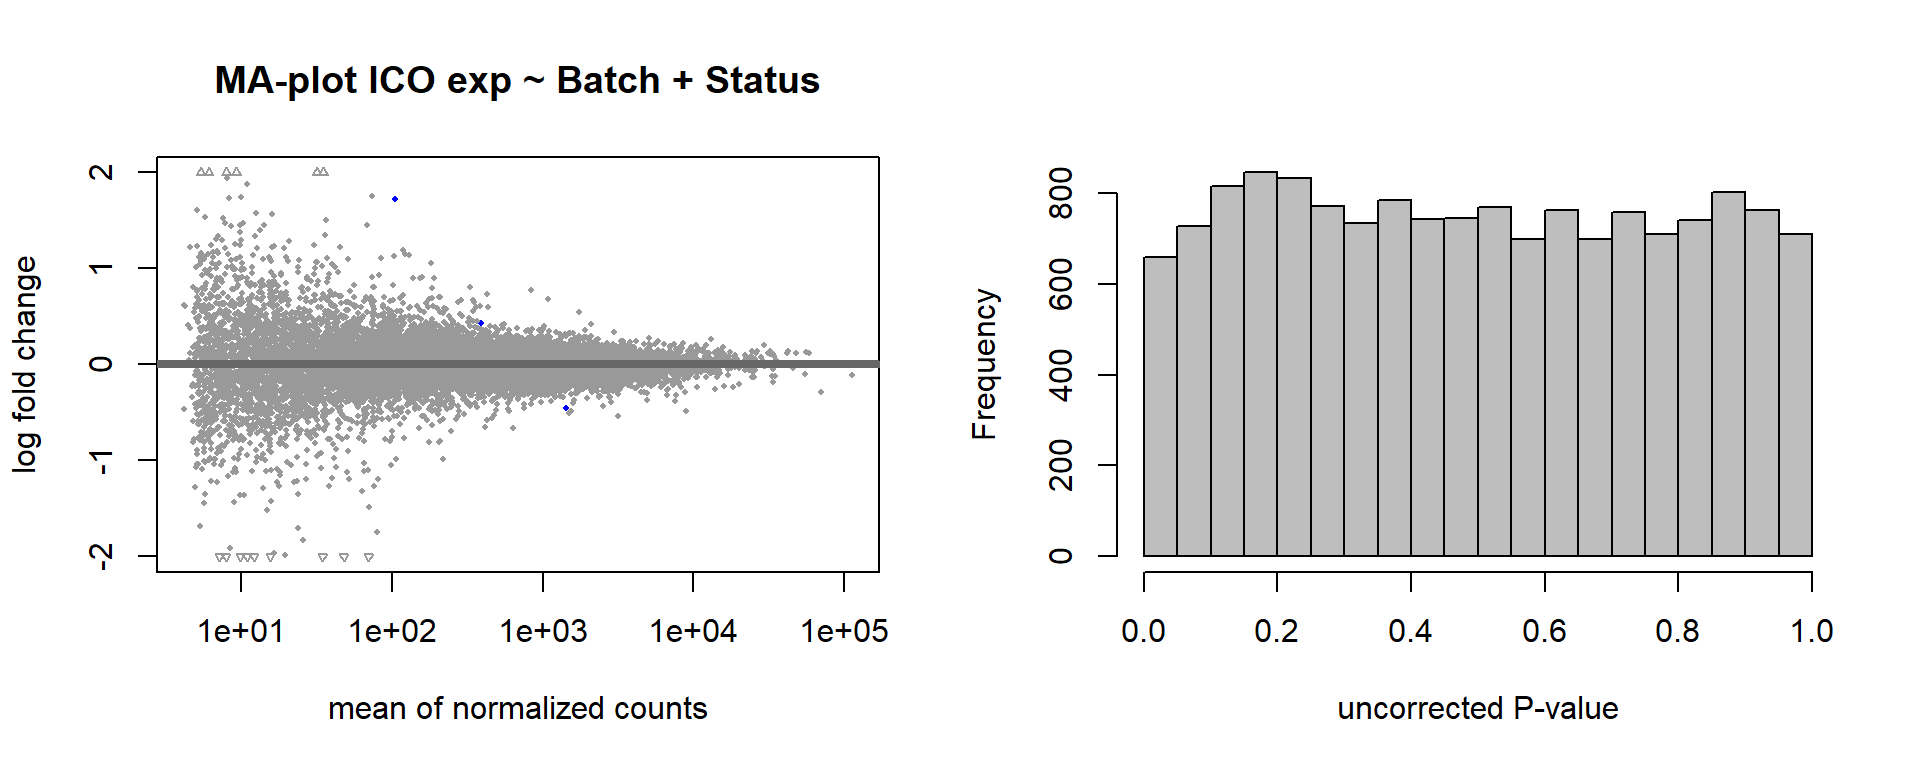 MA-plot ICO exp ~ Batch + Status
log fold change
2
1
0
-1
-2
1e+01 1e+02 1e+03 1e+04 1e+05
mean of normalized counts
Frequency
800
600
400
200
0
0.0 0.2 0.4 0.6 0.8 1.0
uncorrected P-value